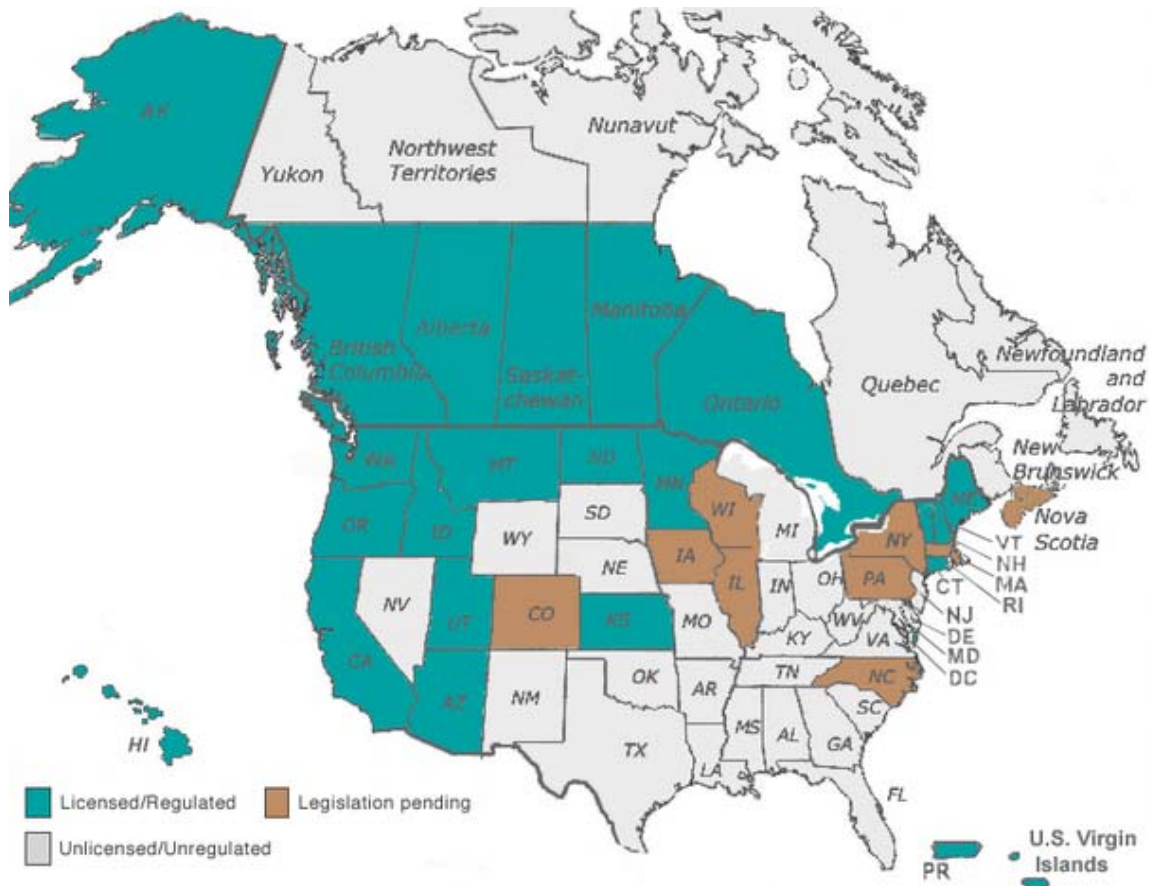 AK
Yukon
Northwest
Territories
Nunavut
British
Columbia
Alberta
Saskat-
chewan
Manitoba
Ontario
Quebec
Newfoundland
and
Labrador
New
Brunswick
Nova
Scotia
WA
MT
ND
MN
OR
ID
WY
SD
WI
MI
NY
ME
VT
NH
MA
RI
CT
NJ
DE
MD
DC
NV
UT
CO
NE
KS
IA
IL
IN
OH
PA
MO
KY
WV
VA
CA
AZ
NM
OK
AR
TN
NC
SC
TX
LA
MS
AL
GA
FL
HI
Licensed/Regulated
Legislation pending
Unlicensed/Unregulated
PR
U.S. Virgin
Islands